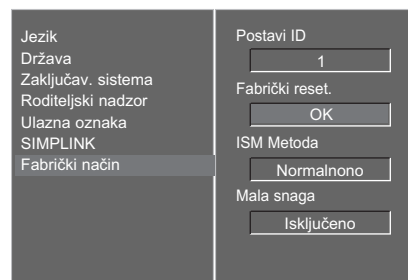 Jezik
Država
Zaključav. sistema
Roditeljski nadzor
Ulazna oznaka
SIMPLINK
Fabrički način
Postavi ID
1
Fabrički reset.
OK
ISM Metoda
Normalnono
Mala snaga
Isključeno